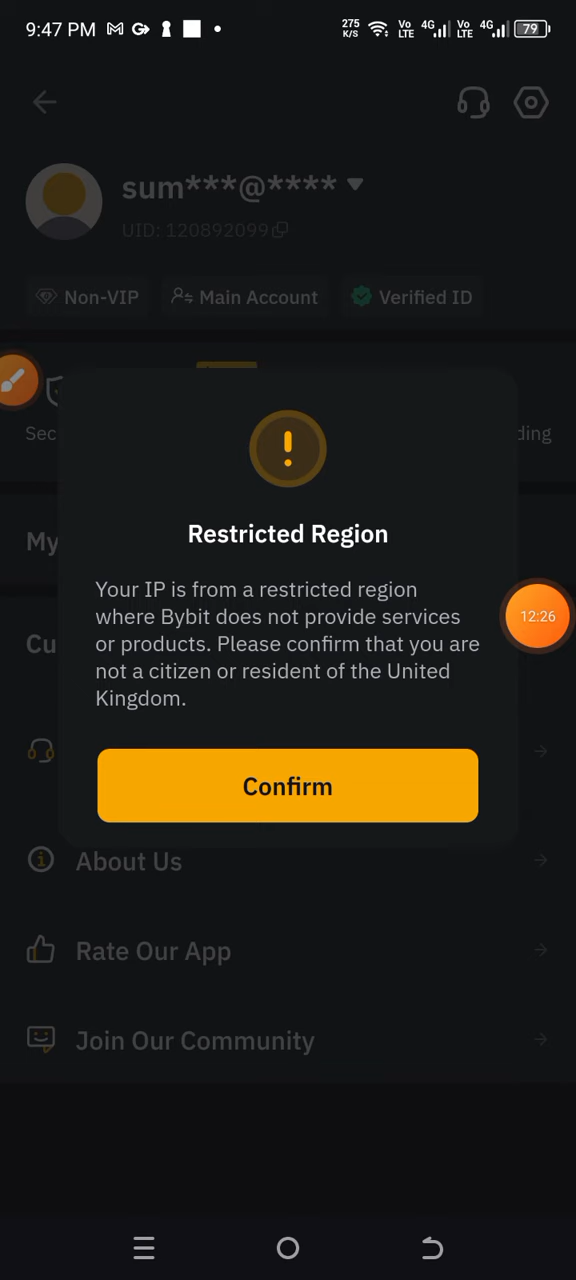 9:47 PM 275 K/S Vo LTE 4G Vo LTE 4G 79
sum***@****
UID: 120892099
Non-VIP Main Account Verified ID
Sec ding
My
Restricted Region
Your IP is from a restricted region
where Bybit does not provide services
or products. Please confirm that you are
not a citizen or resident of the United
Kingdom.
12:26
Cu
Confirm
About Us
Rate Our App
Join Our Community